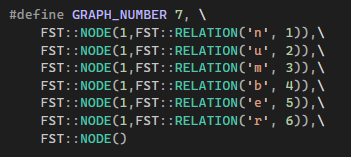 #define GRAPH_NUMBER 7, \
    FST::NODE(1,FST::RELATION('n', 1)),\
    FST::NODE(1,FST::RELATION('u', 2)),\
    FST::NODE(1,FST::RELATION('m', 3)),\
    FST::NODE(1,FST::RELATION('b', 4)),\
    FST::NODE(1,FST::RELATION('e', 5)),\
    FST::NODE(1,FST::RELATION('r', 6)),\
    FST::NODE()